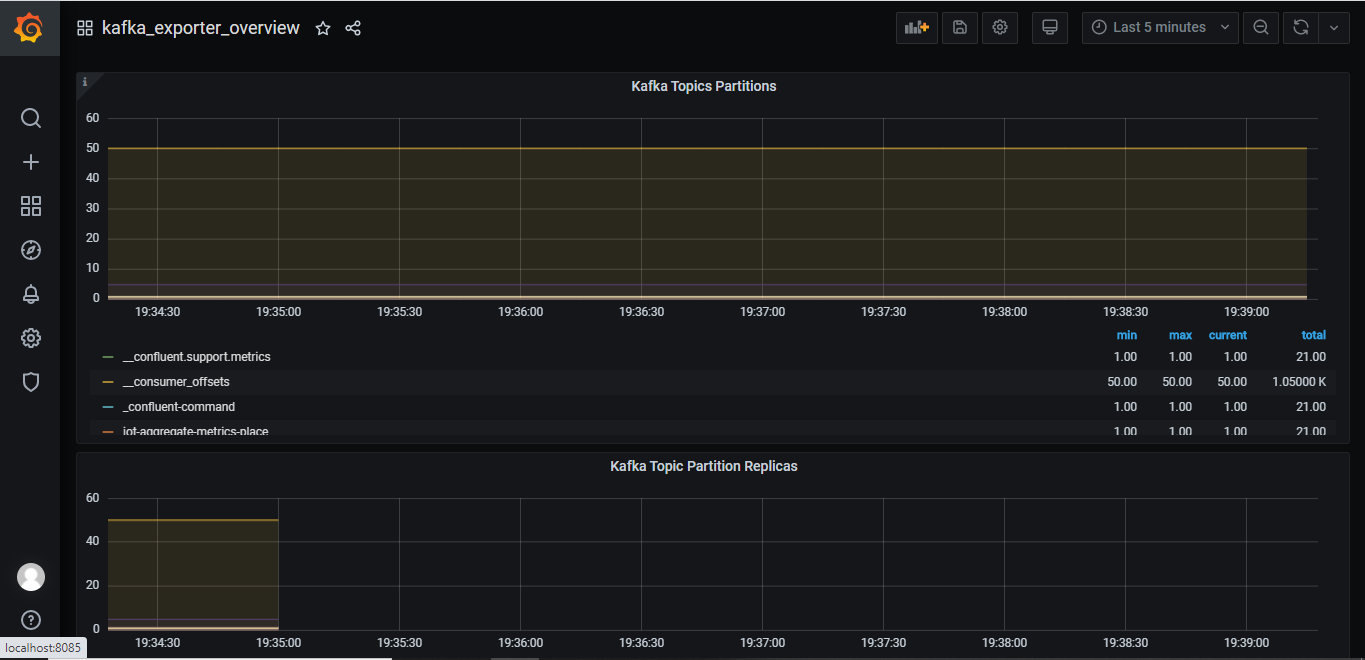 kafka_exporter_overview
Last 5 minutes
i
Kafka Topics Partitions
60
50
40
30
20
10
0
19:34:30 19:35:00 19:35:30 19:36:00 19:36:30 19:37:00 19:37:30 19:38:00 19:38:30 19:39:00
min max current total
__confluent.support.metrics 1.00 1.00 1.00 21.00
__consumer_offsets 50.00 50.00 50.00 1.05000 K
_confluent-command 1.00 1.00 1.00 21.00
iot-aggregate-metrics-place 1.00 1.00 1.00 21.00
Kafka Topic Partition Replicas
60
40
20
0
19:34:30 19:35:00 19:35:30 19:36:00 19:36:30 19:37:00 19:37:30 19:38:00 19:38:30 19:39:00
localhost:8085